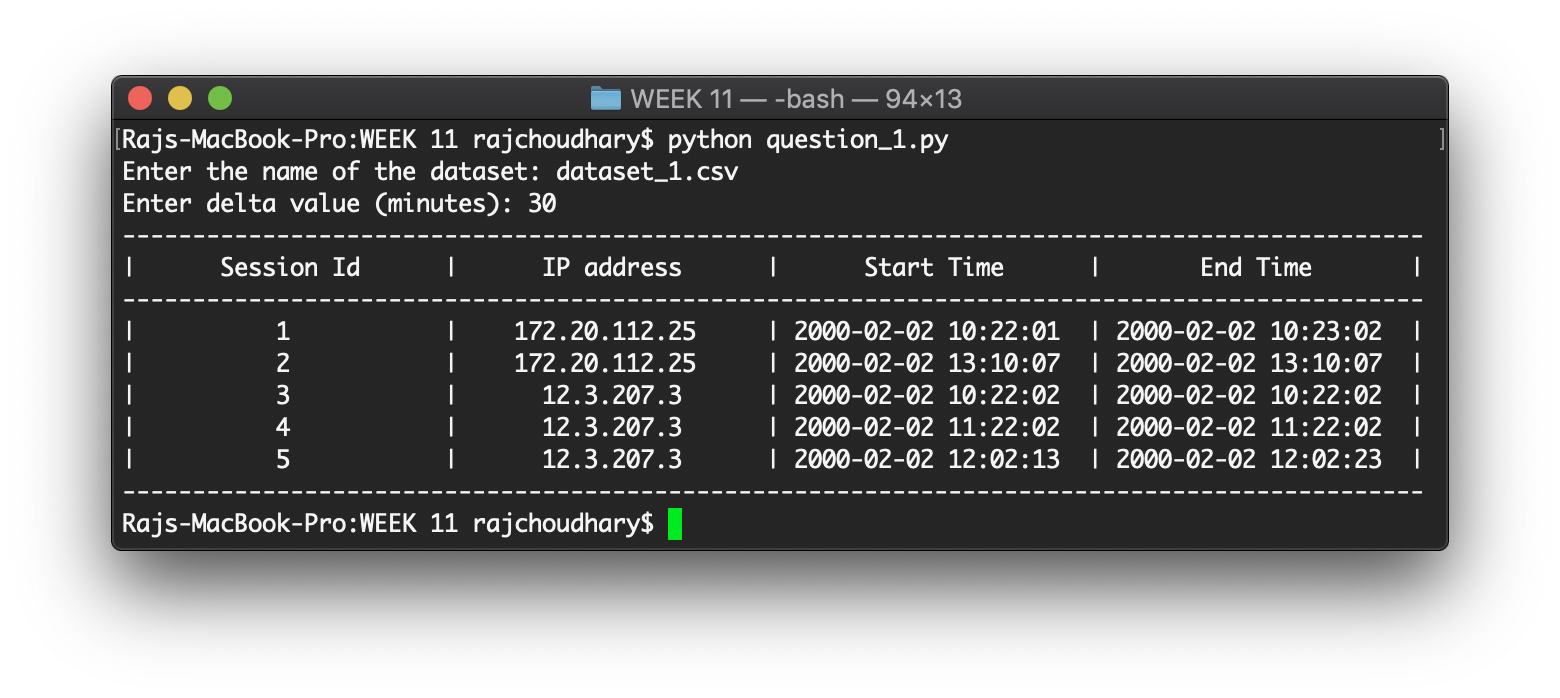 WEEK 11 — -bash — 94×13
[Rajs-MacBook-Pro:WEEK 11 rajchoudhary$ python question_1.py ]
Enter the name of the dataset: dataset_1.csv
Enter delta value (minutes): 30
---------------------------------------------------------------------------------------------
|      Session Id      |      IP address      |      Start Time      |       End Time       |
---------------------------------------------------------------------------------------------
|          1           |    172.20.112.25     | 2000-02-02 10:22:01  | 2000-02-02 10:23:02  |
|          2           |    172.20.112.25     | 2000-02-02 13:10:07  | 2000-02-02 13:10:07  |
|          3           |      12.3.207.3      | 2000-02-02 10:22:02  | 2000-02-02 10:22:02  |
|          4           |      12.3.207.3      | 2000-02-02 11:22:02  | 2000-02-02 11:22:02  |
|          5           |      12.3.207.3      | 2000-02-02 12:02:13  | 2000-02-02 12:02:23  |
---------------------------------------------------------------------------------------------
Rajs-MacBook-Pro:WEEK 11 rajchoudhary$